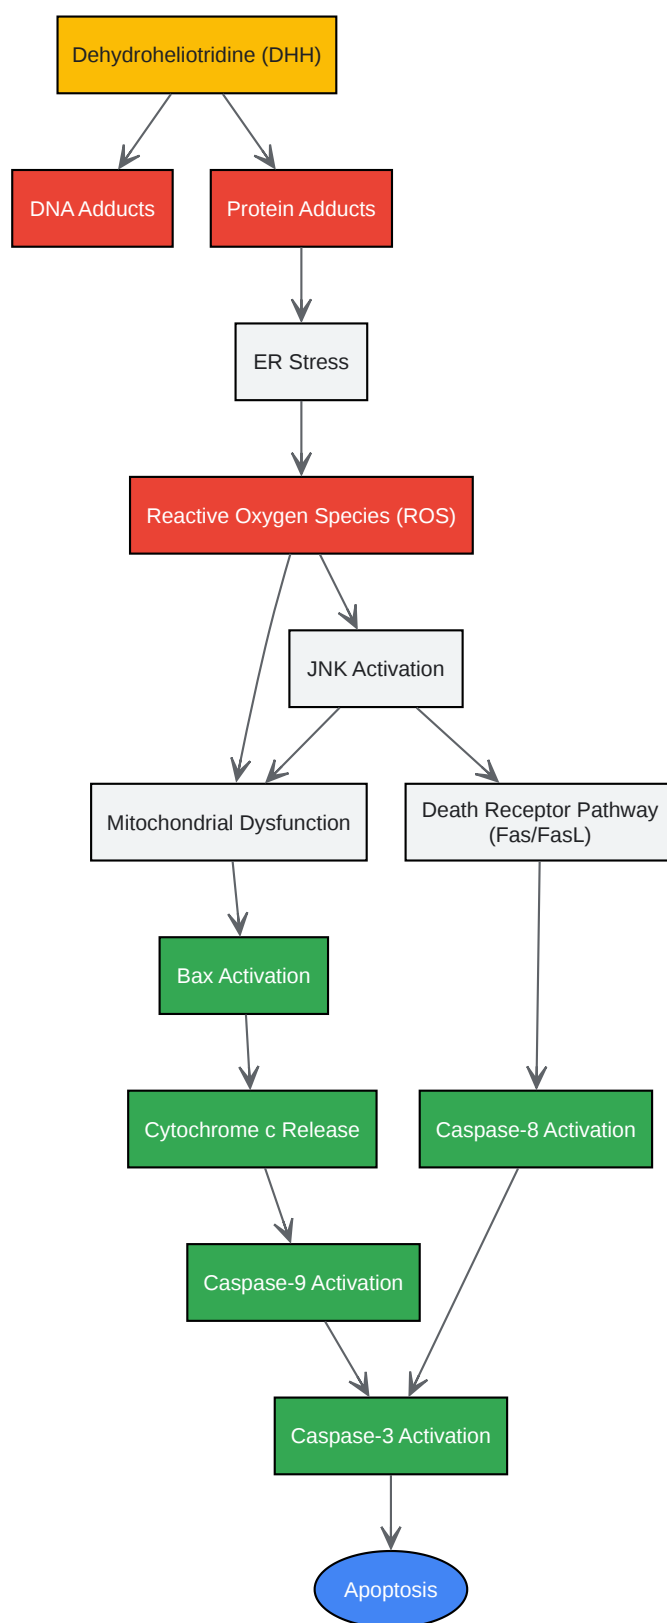 Dehydroheliotridine (DHH)
DNA Adducts
Protein Adducts
ER Stress
Reactive Oxygen Species (ROS)
JNK Activation
Mitochondrial Dysfunction
Death Receptor Pathway
(Fas/FasL)
Bax Activation
Cytochrome c Release
Caspase-8 Activation
Caspase-9 Activation
Caspase-3 Activation
Apoptosis